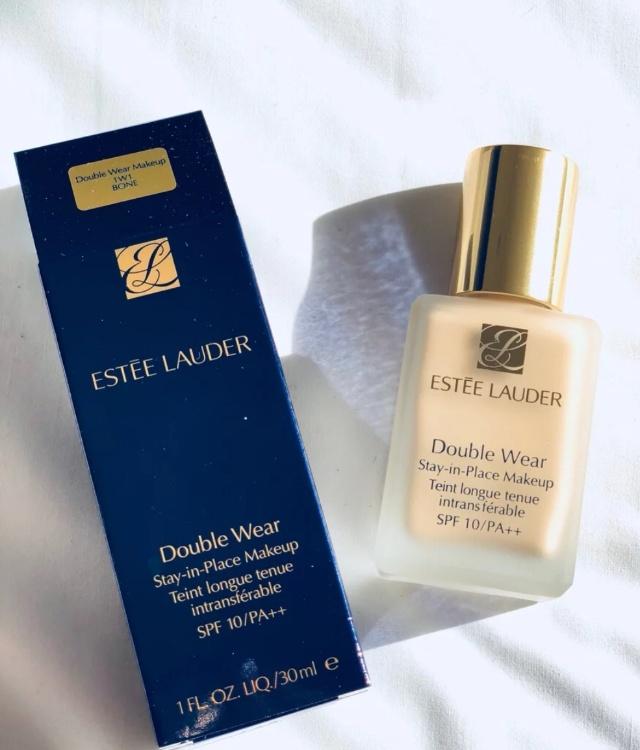 Double Wear Makeup
1W1
BONE
ESTĒE LAUDER
Double Wear
Stay-in-Place Makeup
Teint longue tenue
intransférable
SPF 10/PA++
1 FL. OZ. LIQ./30ml e
ESTĒE LAUDER
Double Wear
Stay-in-Place Makeup
Teint longue tenue
intransférable
SPF 10/PA++